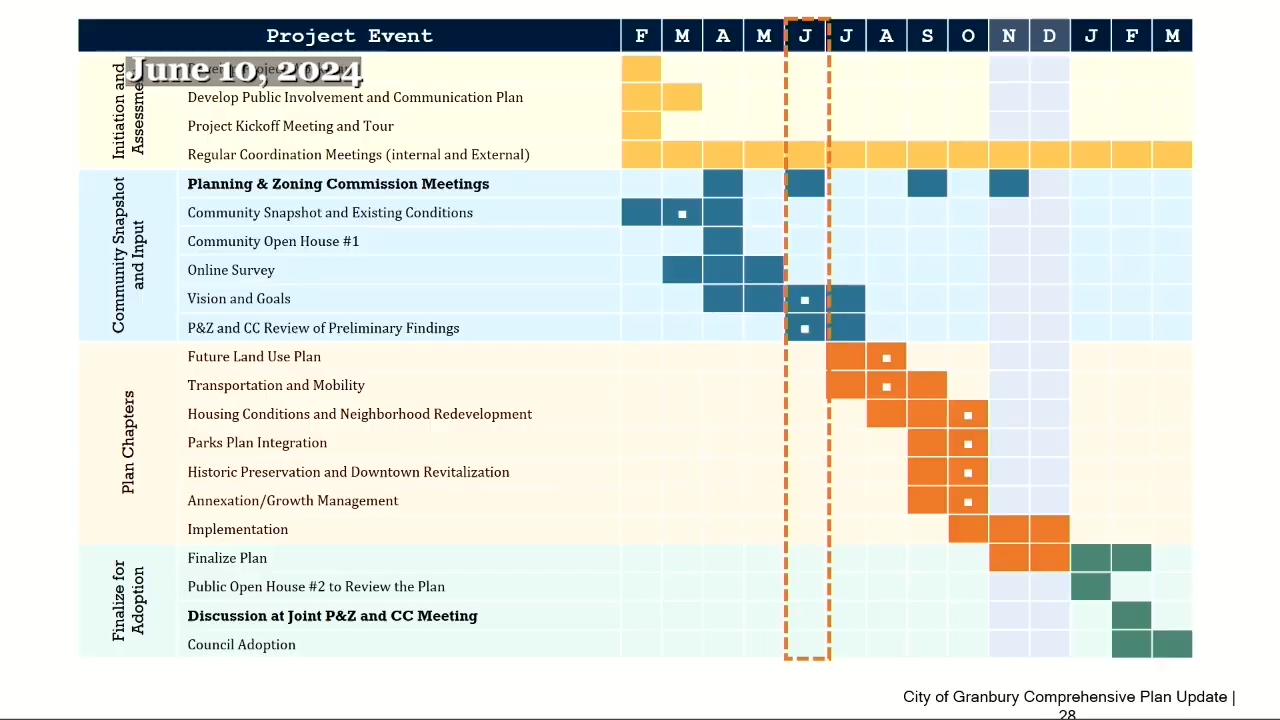 Project Event F M A M J J A S O N D J F M
June 10, 2024
Initiation and
Develop Public Involvement and Communication Plan
Project Kickoff Meeting and Tour
Regular Coordination Meetings (internal and External)
Community Snapshot
and Input
Planning & Zoning Commission Meetings
Community Snapshot and Existing Conditions
Community Open House #1
Online Survey
Vision and Goals
P&Z and CC Review of Preliminary Findings
Plan Chapters
Future Land Use Plan
Transportation and Mobility
Housing Conditions and Neighborhood Redevelopment
Parks Plan Integration
Historic Preservation and Downtown Revitalization
Annexation/Growth Management
Implementation
Finalize for
Adoption
Finalize Plan
Public Open House #2 to Review the Plan
Discussion at Joint P&Z and CC Meeting
Council Adoption
City of Granbury Comprehensive Plan Update |
28